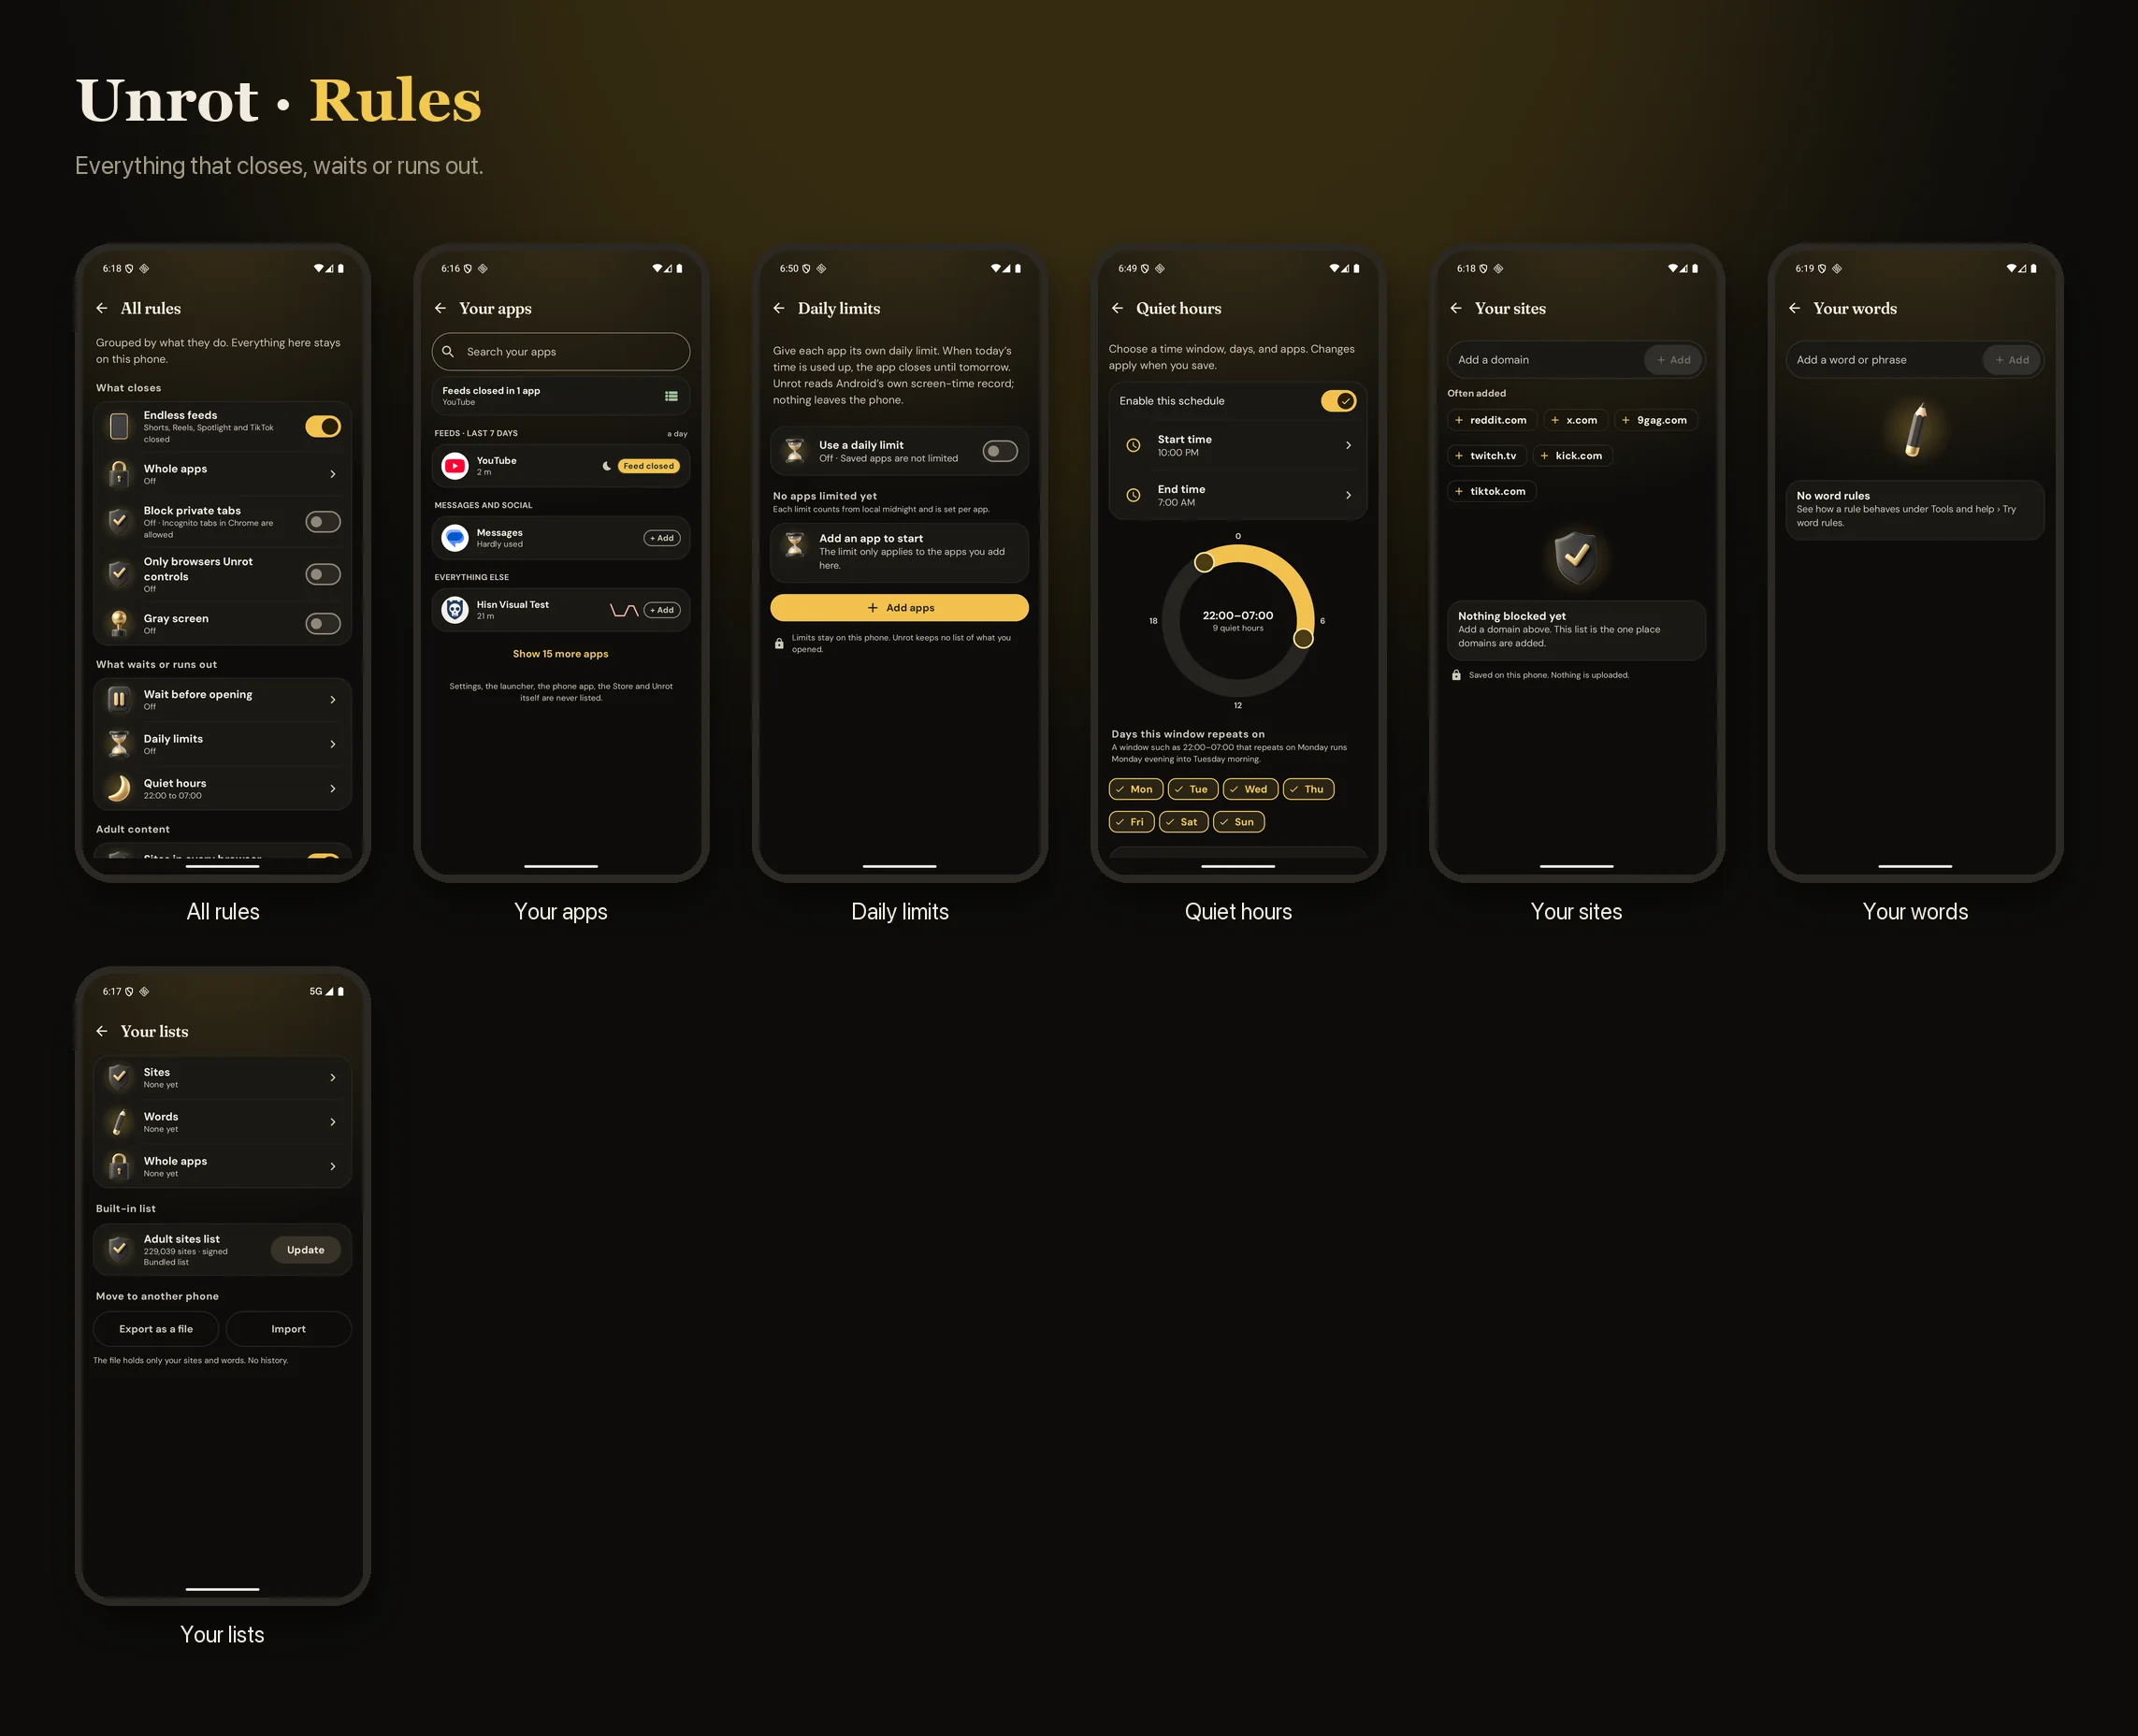 Unrot · Rules
Everything that closes, waits or runs out.
6:18
All rules
Grouped by what they do. Everything here stays
on this phone.
What closes
Endless feeds
Shorts, Reels, Spotlight and TikTok
closed
Whole apps
Off
Block private tabs
Off · Incognito tabs in Chrome are
allowed
Only browsers Unrot
controls
Off
Gray screen
Off
What waits or runs out
Wait before opening
Off
Daily limits
Off
Quiet hours
22:00 to 07:00
Adult content
Sites in every browser
All rules
6:16
Your apps
Search your apps
Feeds closed in 1 app
YouTube
FEEDS · LAST 7 DAYS
a day
YouTube
2 m
Feed closed
MESSAGES AND SOCIAL
Messages
Hardly used
+ Add
EVERYTHING ELSE
Hisn Visual Test
21 m
+ Add
Show 15 more apps
Settings, the launcher, the phone app, the Store and Unrot
itself are never listed.
Your apps
6:50
Daily limits
Give each app its own daily limit. When today's
time is used up, the app closes until tomorrow.
Unrot reads Android's own screen-time record;
nothing leaves the phone.
Use a daily limit
Off · Saved apps are not limited
No apps limited yet
Each limit counts from local midnight and is set per app.
Add an app to start
The limit only applies to the apps you add
here.
+ Add apps
Limits stay on this phone. Unrot keeps no list of what you
opened.
Daily limits
6:49
Quiet hours
Choose a time window, days, and apps. Changes
apply when you save.
Enable this schedule
Start time
10:00 PM
End time
7:00 AM
0
22:00–07:00
9 quiet hours
18
6
12
Days this window repeats on
A window such as 22:00–07:00 that repeats on Monday runs
Monday evening into Tuesday morning.
Mon
Tue
Wed
Thu
Fri
Sat
Sun
Quiet hours
6:18
Your sites
Add a domain
+ Add
Often added
+ reddit.com
+ x.com
+ 9gag.com
+ twitch.tv
+ kick.com
+ tiktok.com
Nothing blocked yet
Add a domain above. This list is the one place
domains are added.
Saved on this phone. Nothing is uploaded.
Your sites
6:19
Your words
Add a word or phrase
+ Add
No word rules
See how a rule behaves under Tools and help › Try
word rules.
Your words
6:17
5G
Your lists
Sites
None yet
Words
None yet
Whole apps
None yet
Built-in list
Adult sites list
229,039 sites · signed
Bundled list
Update
Move to another phone
Export as a file
Import
The file holds only your sites and words. No history.
Your lists